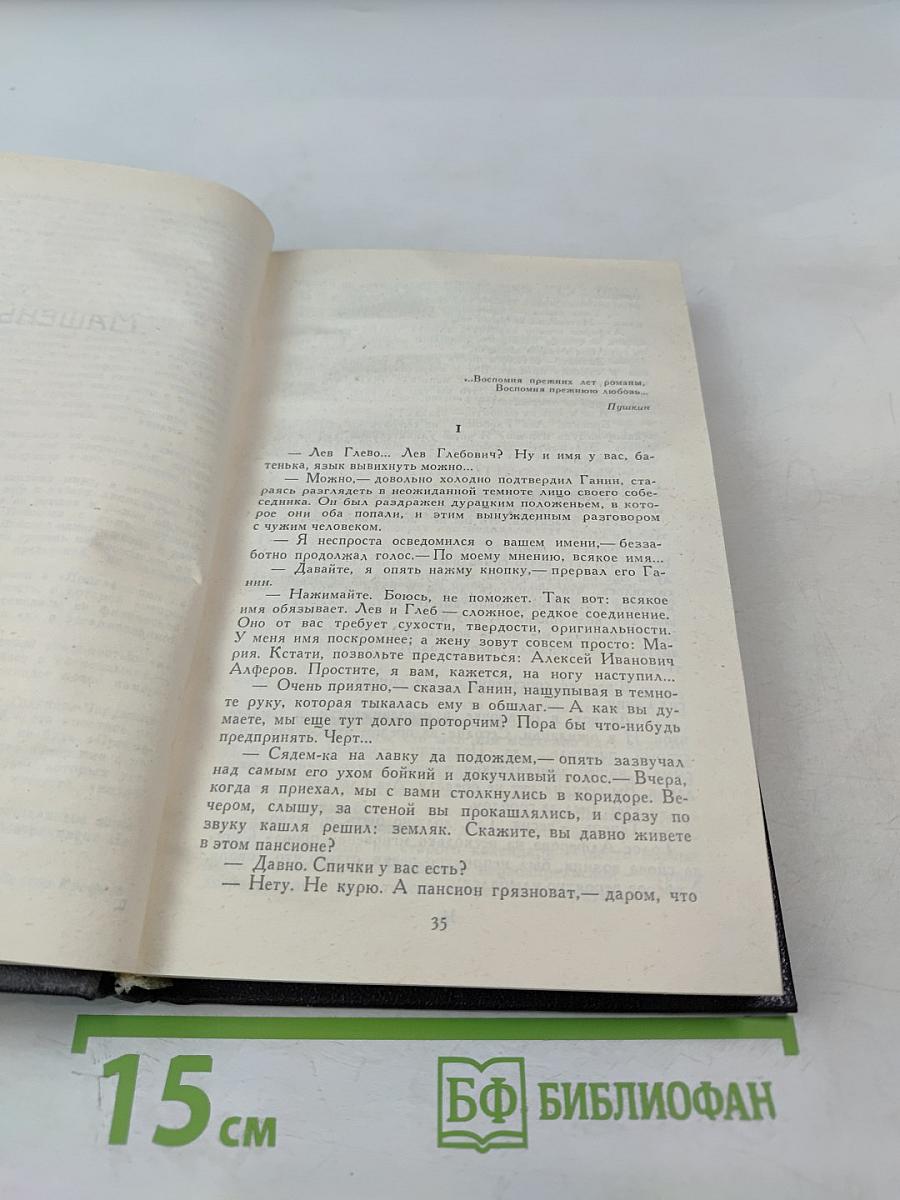 ...Воспомня прежних лет романы,
Воспомня прежнюю любовь...
Пушкин
I
— Лев Глево... Лев Глебович? Ну и имя у вас, ба-
тенька, язык вывихнуть можно...
— Можно,— довольно холодно подтвердил Ганин, ста-
раясь разглядеть в неожиданной темноте лицо своего собе-
седника. Он был раздражен дурацким положеньем, в кото-
рое они оба попали, и этим вынужденным разговором
с чужим человеком.
— Я неспроста осведомился о вашем имени,— безза-
ботно продолжал голос.— По моему мнению, всякое имя...
— Давайте, я опять нажму кнопку,— прервал его Га-
нин.
— Нажимайте. Боюсь, не поможет. Так вот: всякое
имя обязывает. Лев и Глеб — сложное, редкое соединение.
Оно от вас требует сухости, твердости, оригинальности.
У меня имя поскромнее; а жену зовут совсем просто: Ма-
рия. Кстати, позвольте представиться: Алексей Иванович
Алферов. Простите, я вам, кажется, на ногу наступил...
— Очень приятно,— сказал Ганин, нащупывая в темно-
те руку, которая тыкалась ему в обшлаг.— А как вы ду-
маете, мы еще тут долго проторчим? Пора бы что-нибудь
предпринять. Черт...
— Сядем-ка на лавку да подождем,— опять зазвучал
над самым его ухом бойкий и докучливый голос.— Вчера,
когда я приехал, мы с вами столкнулись в коридоре. Ве-
чером, слышу, за стеной вы прокашлялись, и сразу по
звуку кашля решил: земляк. Скажите, вы давно живете
в этом пансионе?
— Давно. Спички у вас есть?
— Нету. Не курю. А пансион грязноват,— даром, что
35
15 см
БФ БИБЛИОФАН